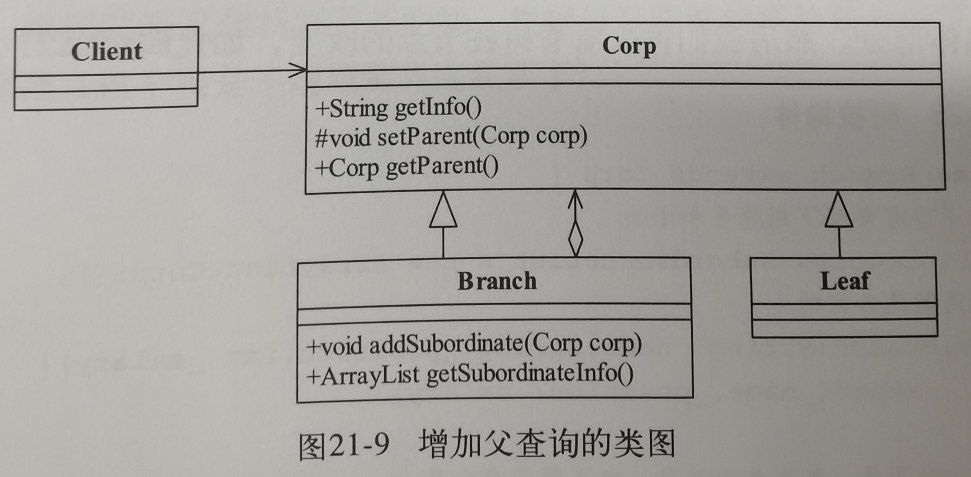 Client
Corp
+String getInfo()
#void setParent(Corp corp)
+Corp getParent()
Branch
+void addSubordinate(Corp corp)
+ArrayList getSubordinateInfo()
Leaf
图21-9 增加父查询的类图